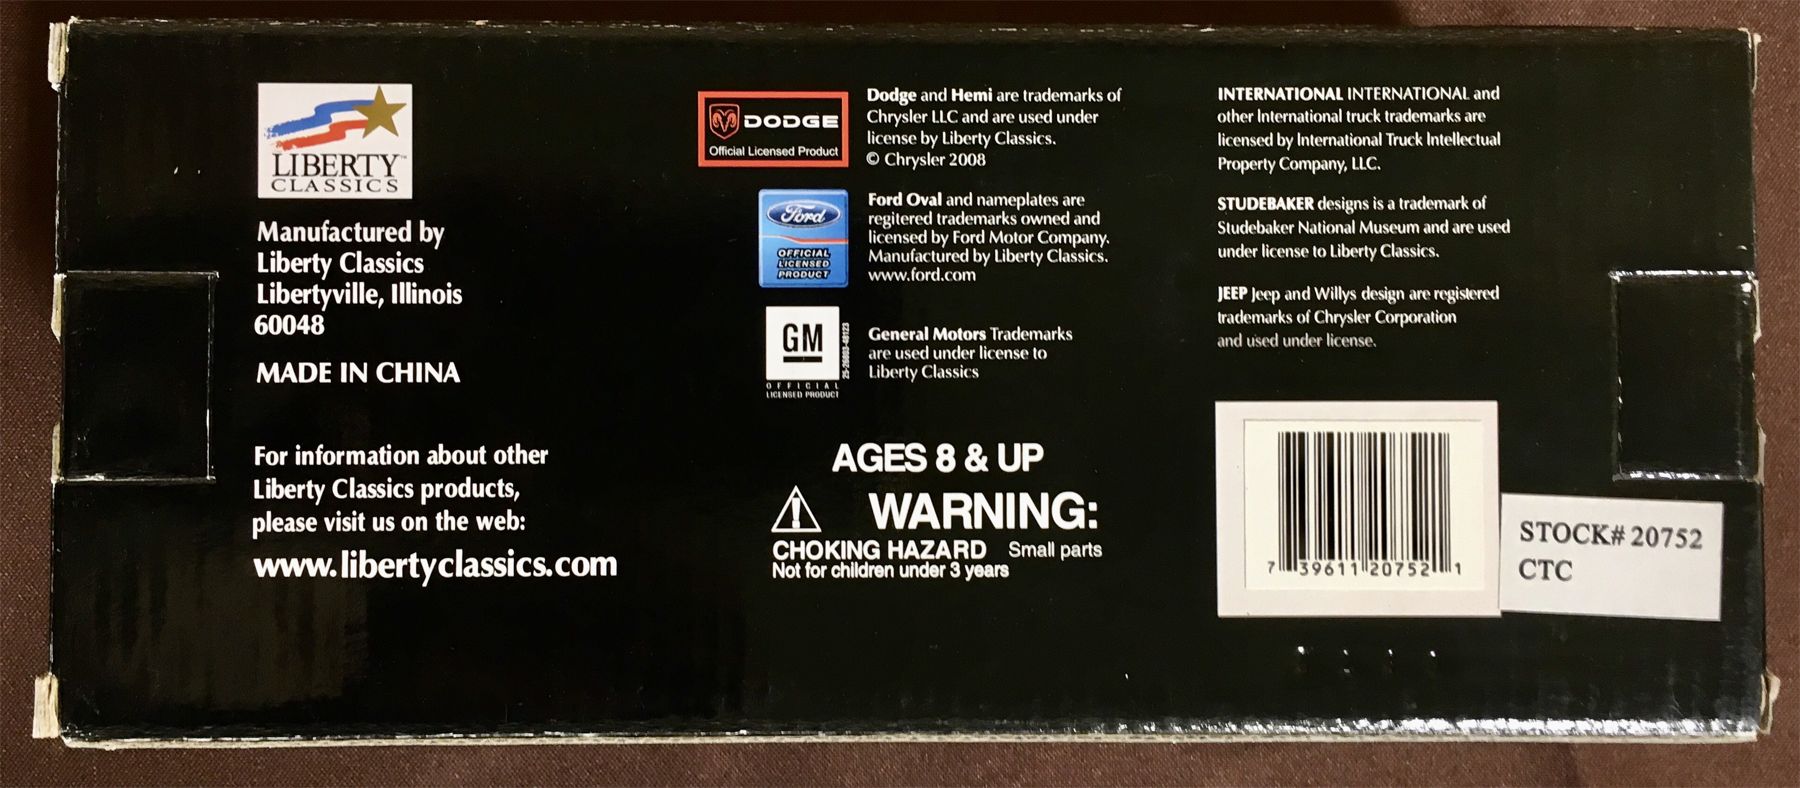 LIBERTY™
CLASSICS
Manufactured by
Liberty Classics
Libertyville, Illinois
60048
MADE IN CHINA
For information about other
Liberty Classics products,
please visit us on the web:
www.libertyclassics.com
DODGE
Official Licensed Product
Dodge and Hemi are trademarks of
Chrysler LLC and are used under
license by Liberty Classics.
© Chrysler 2008
Ford
OFFICIAL
LICENSED
PRODUCT
Ford Oval and nameplates are
regitered trademarks owned and
licensed by Ford Motor Company.
Manufactured by Liberty Classics.
www.ford.com
GM
OFFICIAL
LICENSED PRODUCT
General Motors Trademarks
are used under license to
Liberty Classics
AGES 8 & UP
WARNING:
CHOKING HAZARD Small parts
Not for children under 3 years
INTERNATIONAL INTERNATIONAL and
other International truck trademarks are
licensed by International Truck Intellectual
Property Company, LLC.
STUDEBAKER designs is a trademark of
Studebaker National Museum and are used
under license to Liberty Classics.
JEEP Jeep and Willys design are registered
trademarks of Chrysler Corporation
and used under license.
7 39611 20752 1
STOCK# 20752
CTC